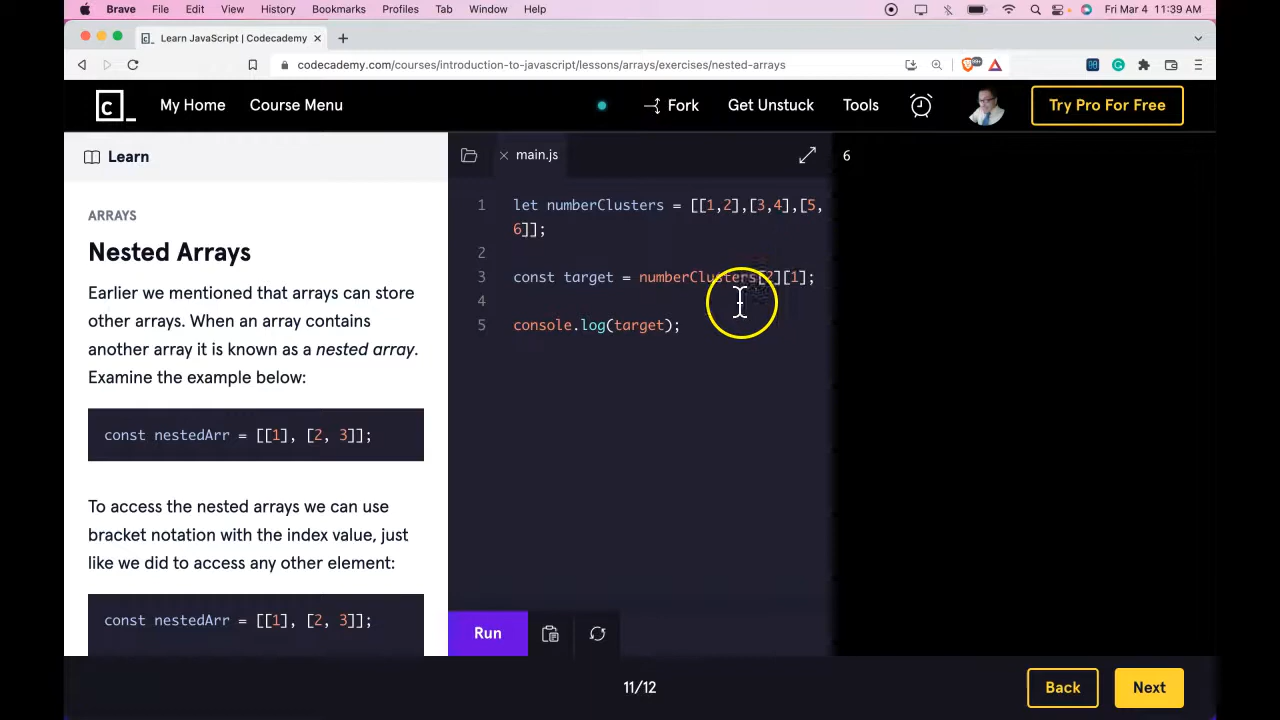 Brave File Edit View History Bookmarks Profiles Tab Window Help Fri Mar 4 11:39 AM
C_ Learn JavaScript | Codecademy
codecademy.com/courses/introduction-to-javascript/lessons/arrays/exercises/nested-arrays 99+
c_ My Home Course Menu Fork Get Unstuck Tools Try Pro For Free
Learn
ARRAYS
Nested Arrays
Earlier we mentioned that arrays can store
other arrays. When an array contains
another array it is known as a nested array.
Examine the example below:
const nestedArr = [[1], [2, 3]];
To access the nested arrays we can use
bracket notation with the index value, just
like we did to access any other element:
const nestedArr = [[1], [2, 3]];
main.js
1 let numberClusters = [[1,2],[3,4],[5,
6]];
2
3 const target = numberClusters[2][1];
4
5 console.log(target);
Run
6
11/12
Back Next